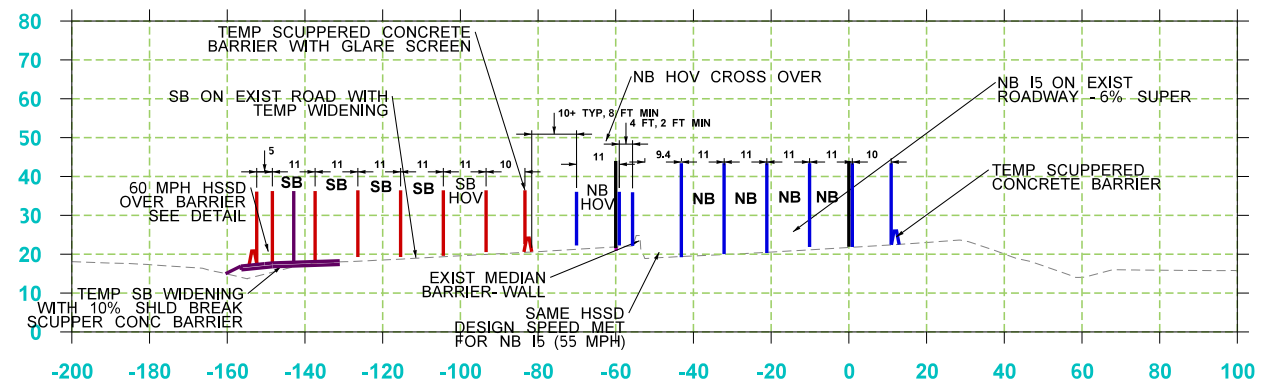 80
70
60
50
40
30
20
10
0
TEMP SCUPPERED CONCRETE
BARRIER WITH GLARE SCREEN
SB ON EXIST ROAD WITH
TEMP WIDENING
NB HOV CROSS OVER
NB I5 ON EXIST
ROADWAY -6% SUPER
10+ TYP, 8 FT MIN
4 FT, 2 FT MIN
5
11
11
11
11
11
10
11
9.4
11
11
11
11
10
SB
SB
SB
SB
SB
HOV
NB
HOV
NB
NB
NB
NB
60 MPH HSSD
OVER BARRIER
SEE DETAIL
TEMP SCUPPERED
CONCRETE BARRIER
EXIST MEDIAN
BARRIER-WALL
TEMP SB WIDENING
WITH 10% SHLD BREAK
SCUPPER CONC BARRIER
SAME HSSD
DESIGN SPEED MET
FOR NB I5 (55 MPH)
-200
-180
-160
-140
-120
-100
-80
-60
-40
-20
0
20
40
60
80
100